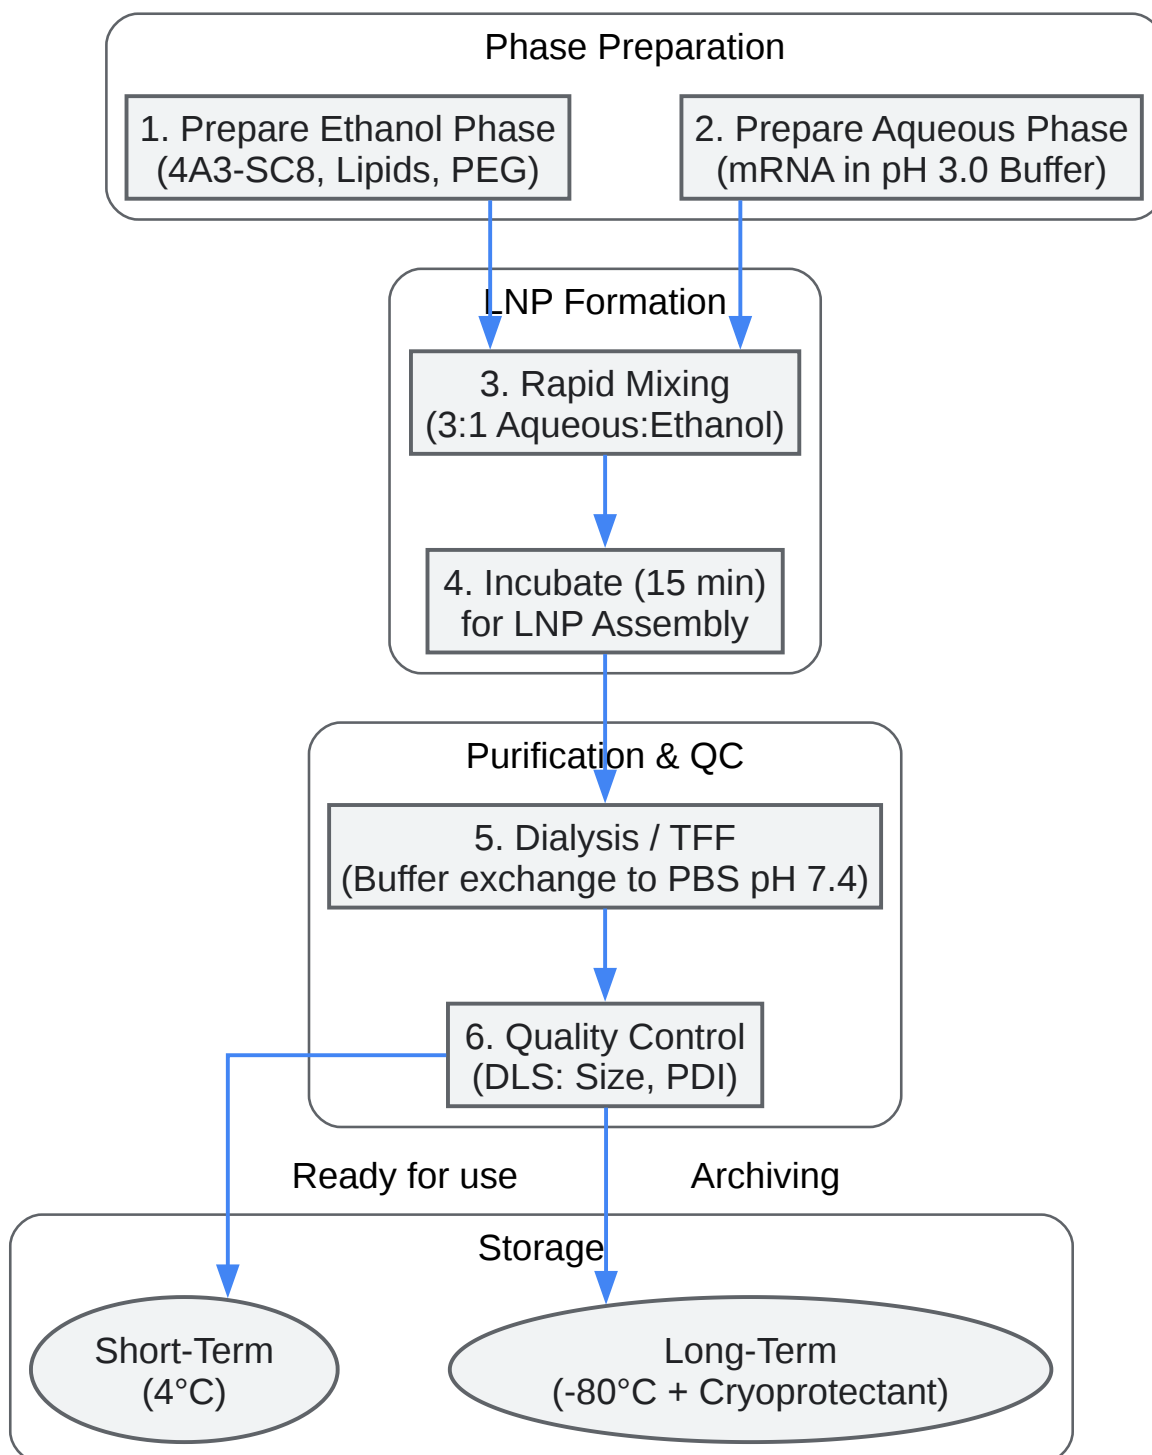 Phase Preparation
1. Prepare Ethanol Phase
(4A3-SC8, Lipids, PEG)
2. Prepare Aqueous Phase
(mRNA in pH 3.0 Buffer)
LNP Formation
3. Rapid Mixing
(3:1 Aqueous:Ethanol)
4. Incubate (15 min)
for LNP Assembly
Purification & QC
5. Dialysis / TFF
(Buffer exchange to PBS pH 7.4)
6. Quality Control
(DLS: Size, PDI)
Ready for use
Archiving
Storage
Short-Term
(4°C)
Long-Term
(-80°C + Cryoprotectant)